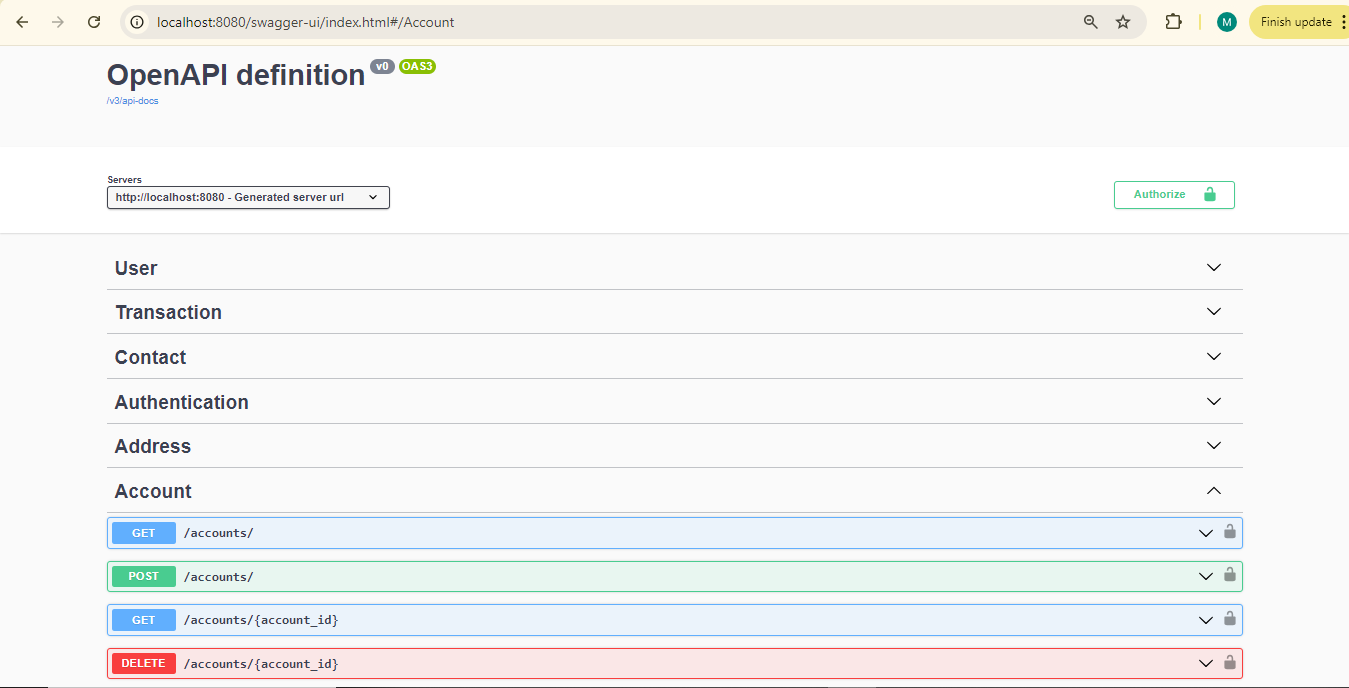 localhost:8080/swagger-ui/index.html#/Account
M
Finish update
OpenAPI definition v0 OAS3
/v3/api-docs
Servers
http://localhost:8080 - Generated server url
Authorize
User
Transaction
Contact
Authentication
Address
Account
GET /accounts/
POST /accounts/
GET /accounts/{account_id}
DELETE /accounts/{account_id}